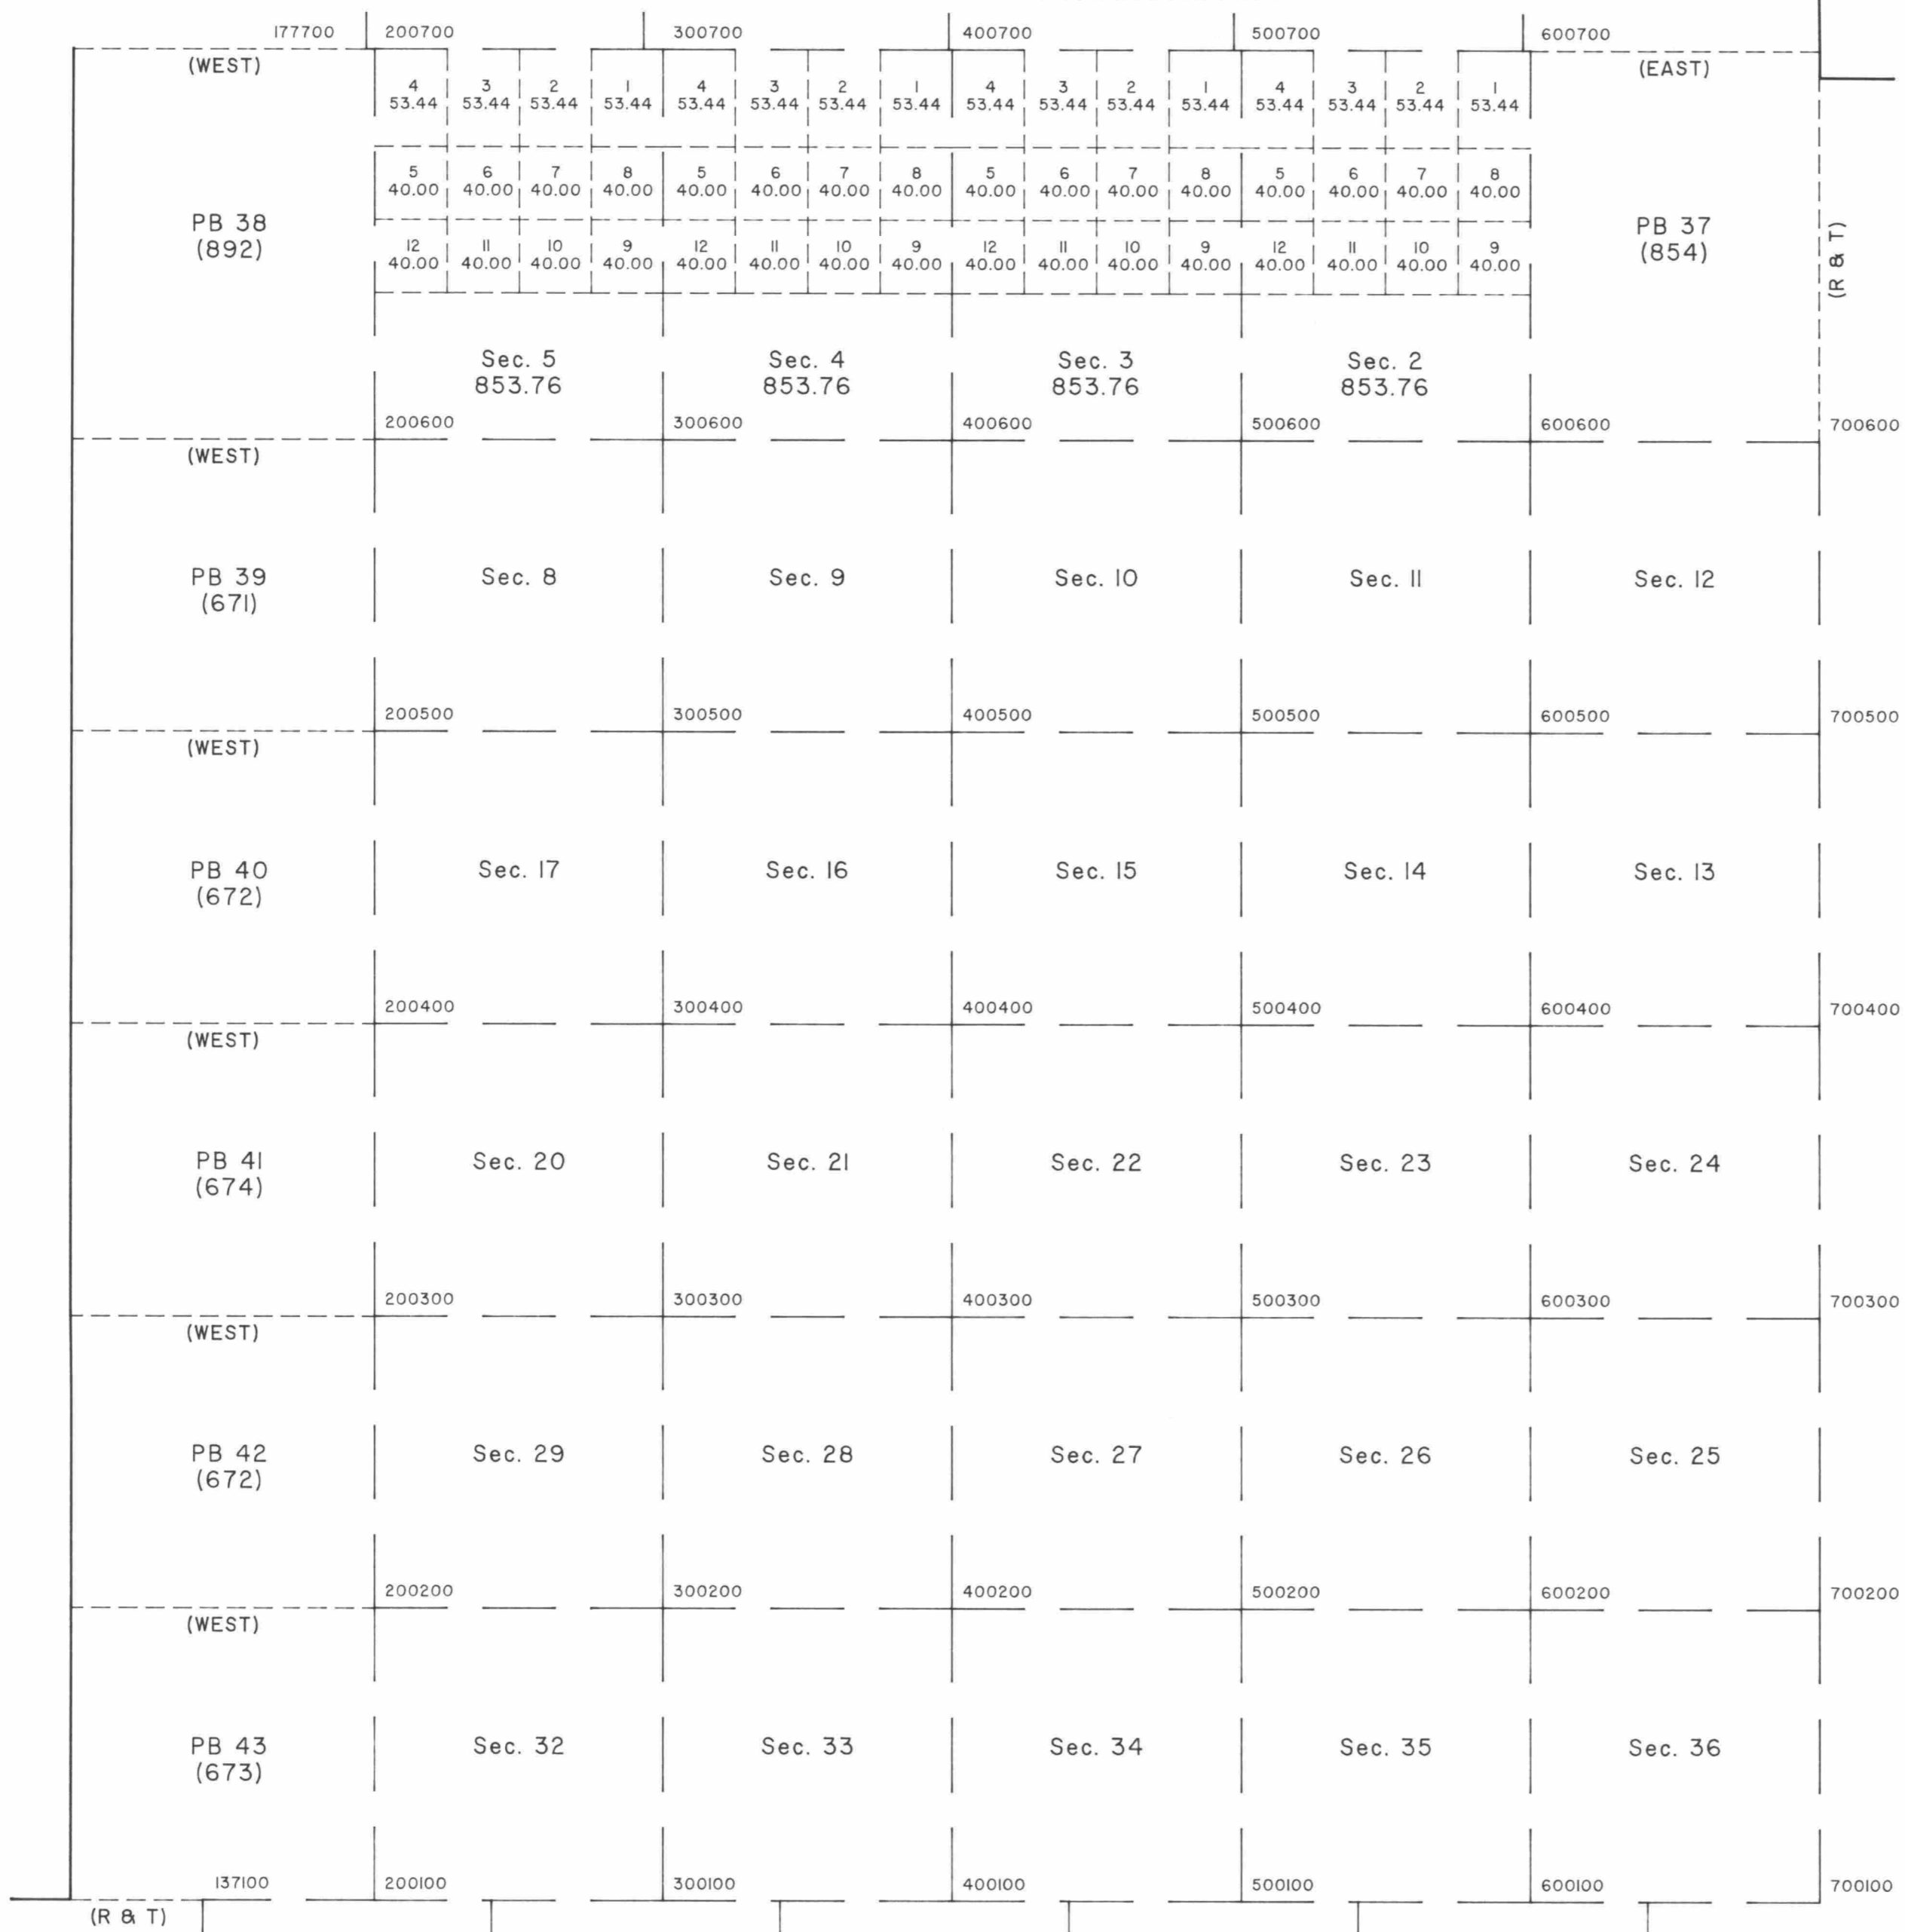 177700 200700 300700 400700 500700 600700
(WEST) (EAST)
4 3 2 1 4 3 2 1 4 3 2 1 4 3 2 1
53.44 53.44 53.44 53.44 53.44 53.44 53.44 53.44 53.44 53.44 53.44 53.44 53.44 53.44 53.44 53.44
5 6 7 8 5 6 7 8 5 6 7 8 5 6 7 8
40.00 40.00 40.00 40.00 40.00 40.00 40.00 40.00 40.00 40.00 40.00 40.00 40.00 40.00 40.00 40.00
PB 38 PB 37
(892) (854)
(R & T)
12 11 10 9 12 11 10 9 12 11 10 9 12 11 10 9
40.00 40.00 40.00 40.00 40.00 40.00 40.00 40.00 40.00 40.00 40.00 40.00 40.00 40.00 40.00 40.00
Sec. 5 Sec. 4 Sec. 3 Sec. 2
853.76 853.76 853.76 853.76
200600 300600 400600 500600 600600 700600
(WEST)
PB 39 Sec. 8 Sec. 9 Sec. 10 Sec. 11 Sec. 12
(671)
200500 300500 400500 500500 600500 700500
(WEST)
PB 40 Sec. 17 Sec. 16 Sec. 15 Sec. 14 Sec. 13
(672)
200400 300400 400400 500400 600400 700400
(WEST)
PB 41 Sec. 20 Sec. 21 Sec. 22 Sec. 23 Sec. 24
(674)
200300 300300 400300 500300 600300 700300
(WEST)
PB 42 Sec. 29 Sec. 28 Sec. 27 Sec. 26 Sec. 25
(672)
200200 300200 400200 500200 600200 700200
(WEST)
PB 43 Sec. 32 Sec. 33 Sec. 34 Sec. 35 Sec. 36
(673)
137100 200100 300100 400100 500100 600100 700100
(R & T)